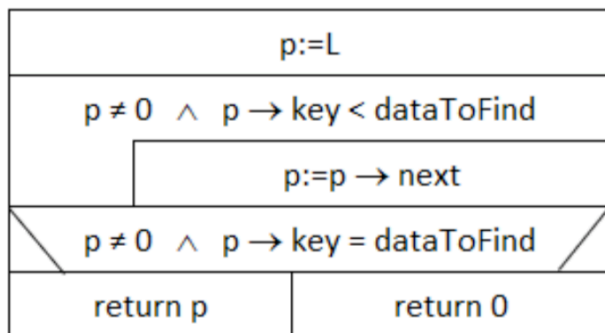 p:=L
p ≠ 0 ∧ p → key < dataToFind
p:=p → next
p ≠ 0 ∧ p → key = dataToFind
return p
return 0